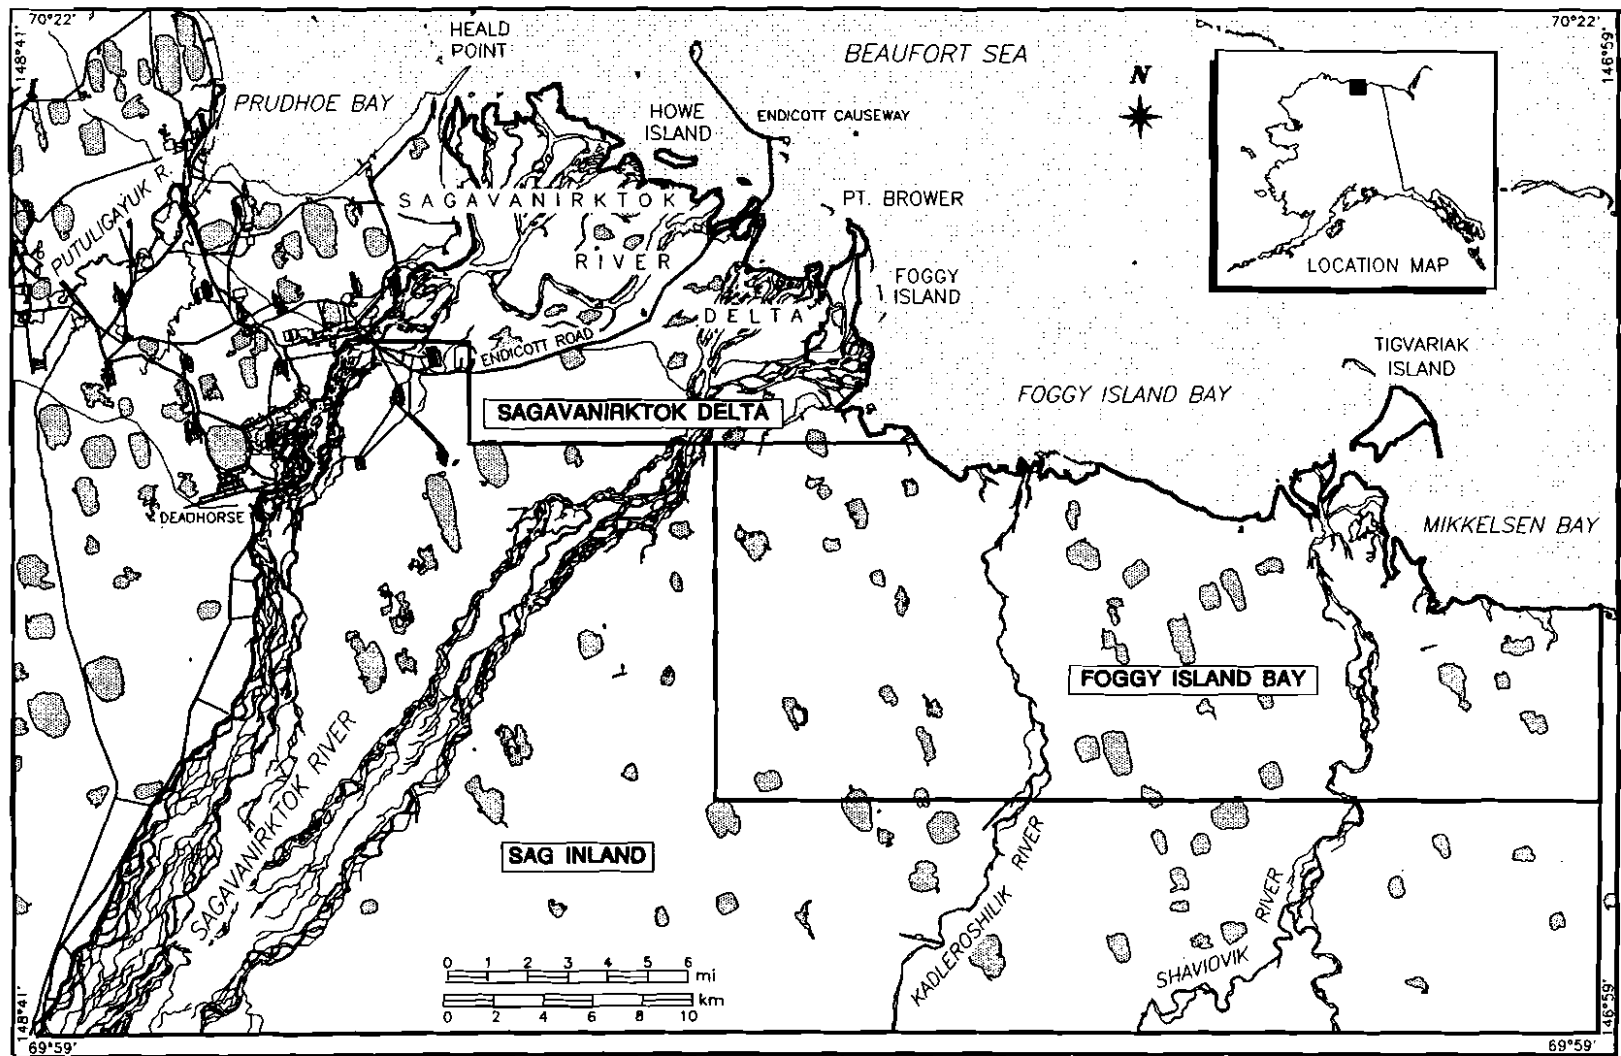 70°22'
70°22'
148°41'
146°59'
HEALD
POINT
BEAUFORT SEA
N
PRUDHOE BAY
HOWE
ISLAND
ENDICOTT CAUSEWAY
PUTULIGAYUK R.
SAGAVANIRKTOK
RIVER
DELTA
PT. BROWER
FOGGY
ISLAND
LOCATION MAP
ENDICOTT ROAD
TIGVARIAK
ISLAND
FOGGY ISLAND BAY
SAGAVANIRKTOK DELTA
DEADHORSE
MIKKELSEN BAY
FOGGY ISLAND BAY
SAGAVANIRKTOK RIVER
SAG INLAND
KADLEROSHILIK RIVER
SHAVIOVIK RIVER
0 1 2 3 4 5 6 mi
0 2 4 6 8 10 km
148°41'
146°59'
69°59'
69°59'